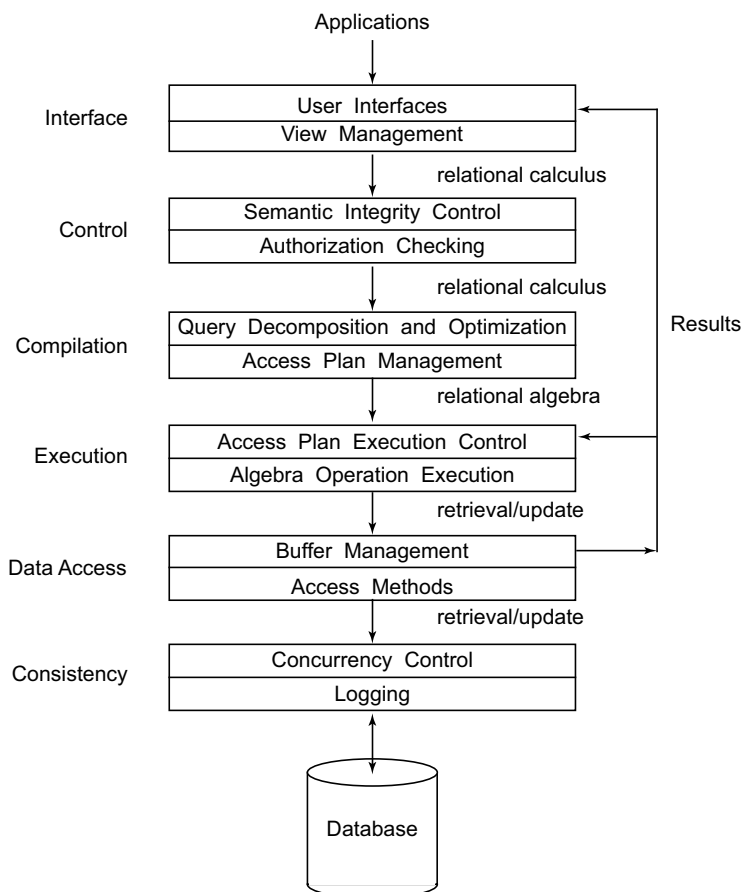 Applications
Interface
User Interfaces
View Management
relational calculus
Control
Semantic Integrity Control
Authorization Checking
relational calculus
Compilation
Query Decomposition and Optimization
Access Plan Management
Results
relational algebra
Execution
Access Plan Execution Control
Algebra Operation Execution
retrieval/update
Data Access
Buffer Management
Access Methods
retrieval/update
Consistency
Concurrency Control
Logging
Database